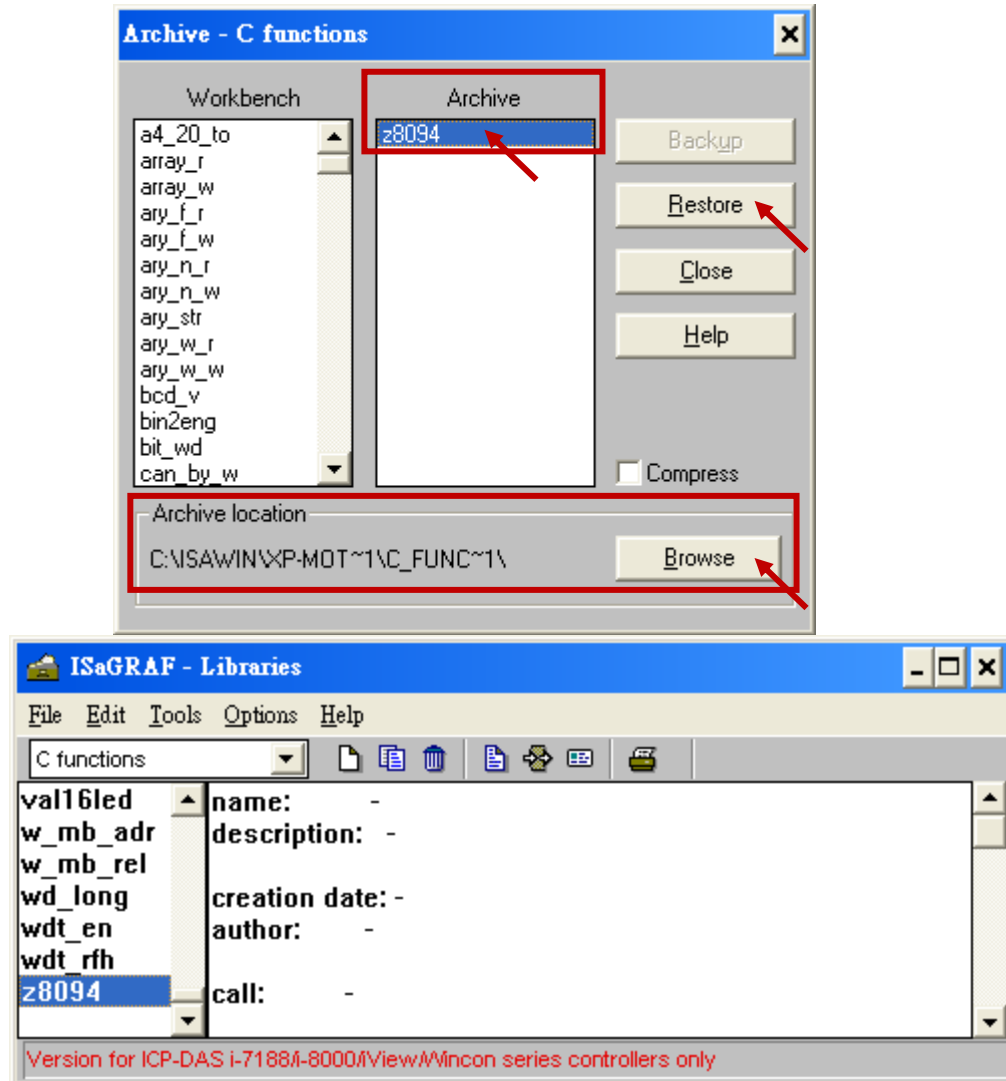 Archive - C functions
Workbench
Archive
a4_20_to
array_r
array_w
ary_f_r
ary_f_w
ary_n_r
ary_n_w
ary_str
ary_w_r
ary_w_w
bcd_v
bin2eng
bit_wd
can_by_w
z8094
Backup
Restore
Close
Help
Compress
Archive location
C:\ISAWIN\XP-MOT~1\C_FUNC~1\
Browse
ISaGRAF - Libraries
File Edit Tools Options Help
C functions
val16led
w_mb_adr
w_mb_rel
wd_long
wdt_en
wdt_rfh
z8094
name: -
description: -
creation date: -
author: -
call: -
Version for ICP-DAS i-7188/i-8000/iView/Wincon series controllers only